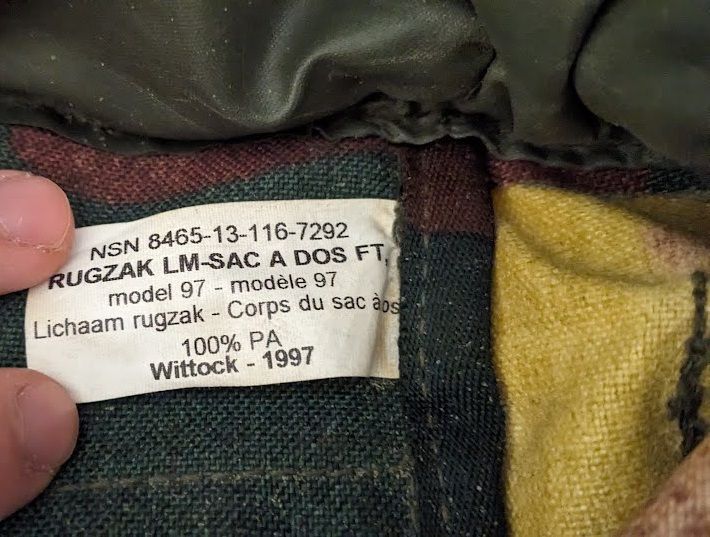 NSN 8465-13-116-7292
RUGZAK LM-SAC A DOS FT,
model 97 - modèle 97
Lichaam rugzak - Corps du sac àos
100% PA
Wittock - 1997